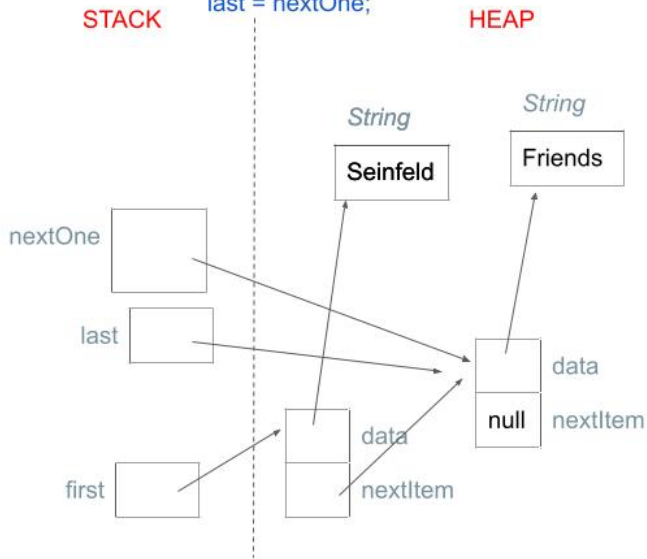 last = nextOne;
STACK
HEAP
String
String
Seinfeld
Friends
nextOne
last
data
null
nextItem
data
first
nextItem